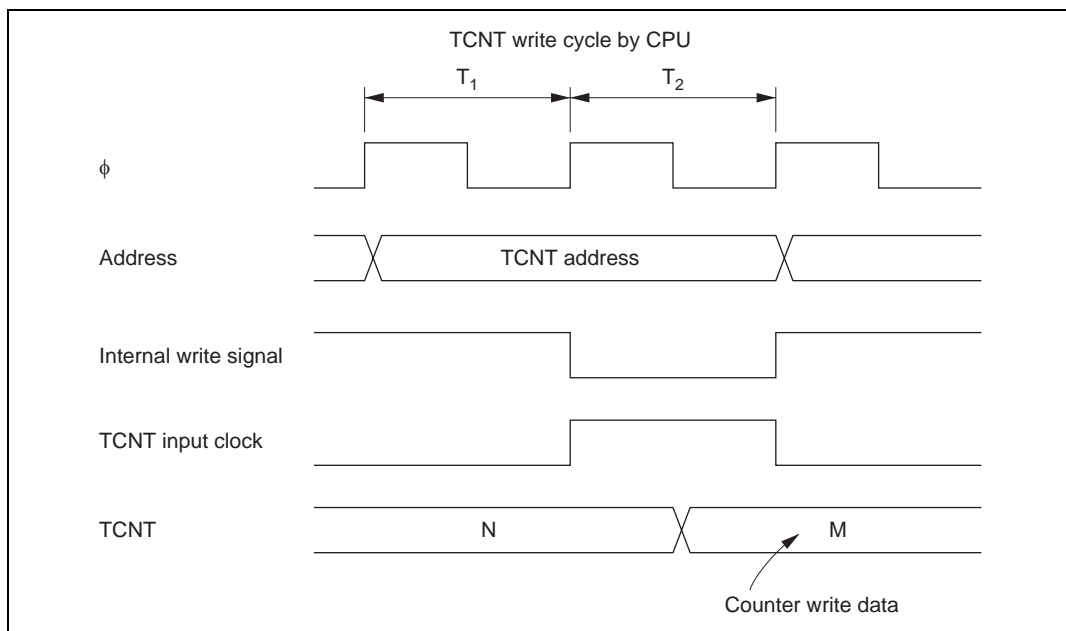 TCNT write cycle by CPU
T1 T2
ϕ
Address TCNT address
Internal write signal
TCNT input clock
TCNT N M
Counter write data